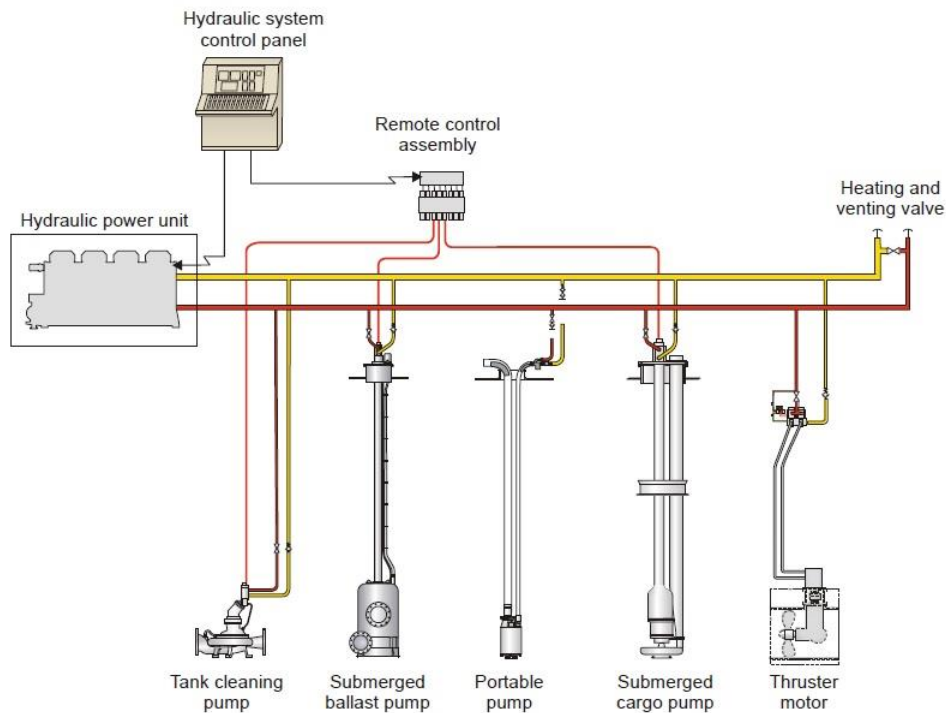 Hydraulic system
control panel
Remote control
assembly
Heating and
venting valve
Hydraulic power unit
Tank cleaning
pump
Submerged
ballast pump
Portable
pump
Submerged
cargo pump
Thruster
motor